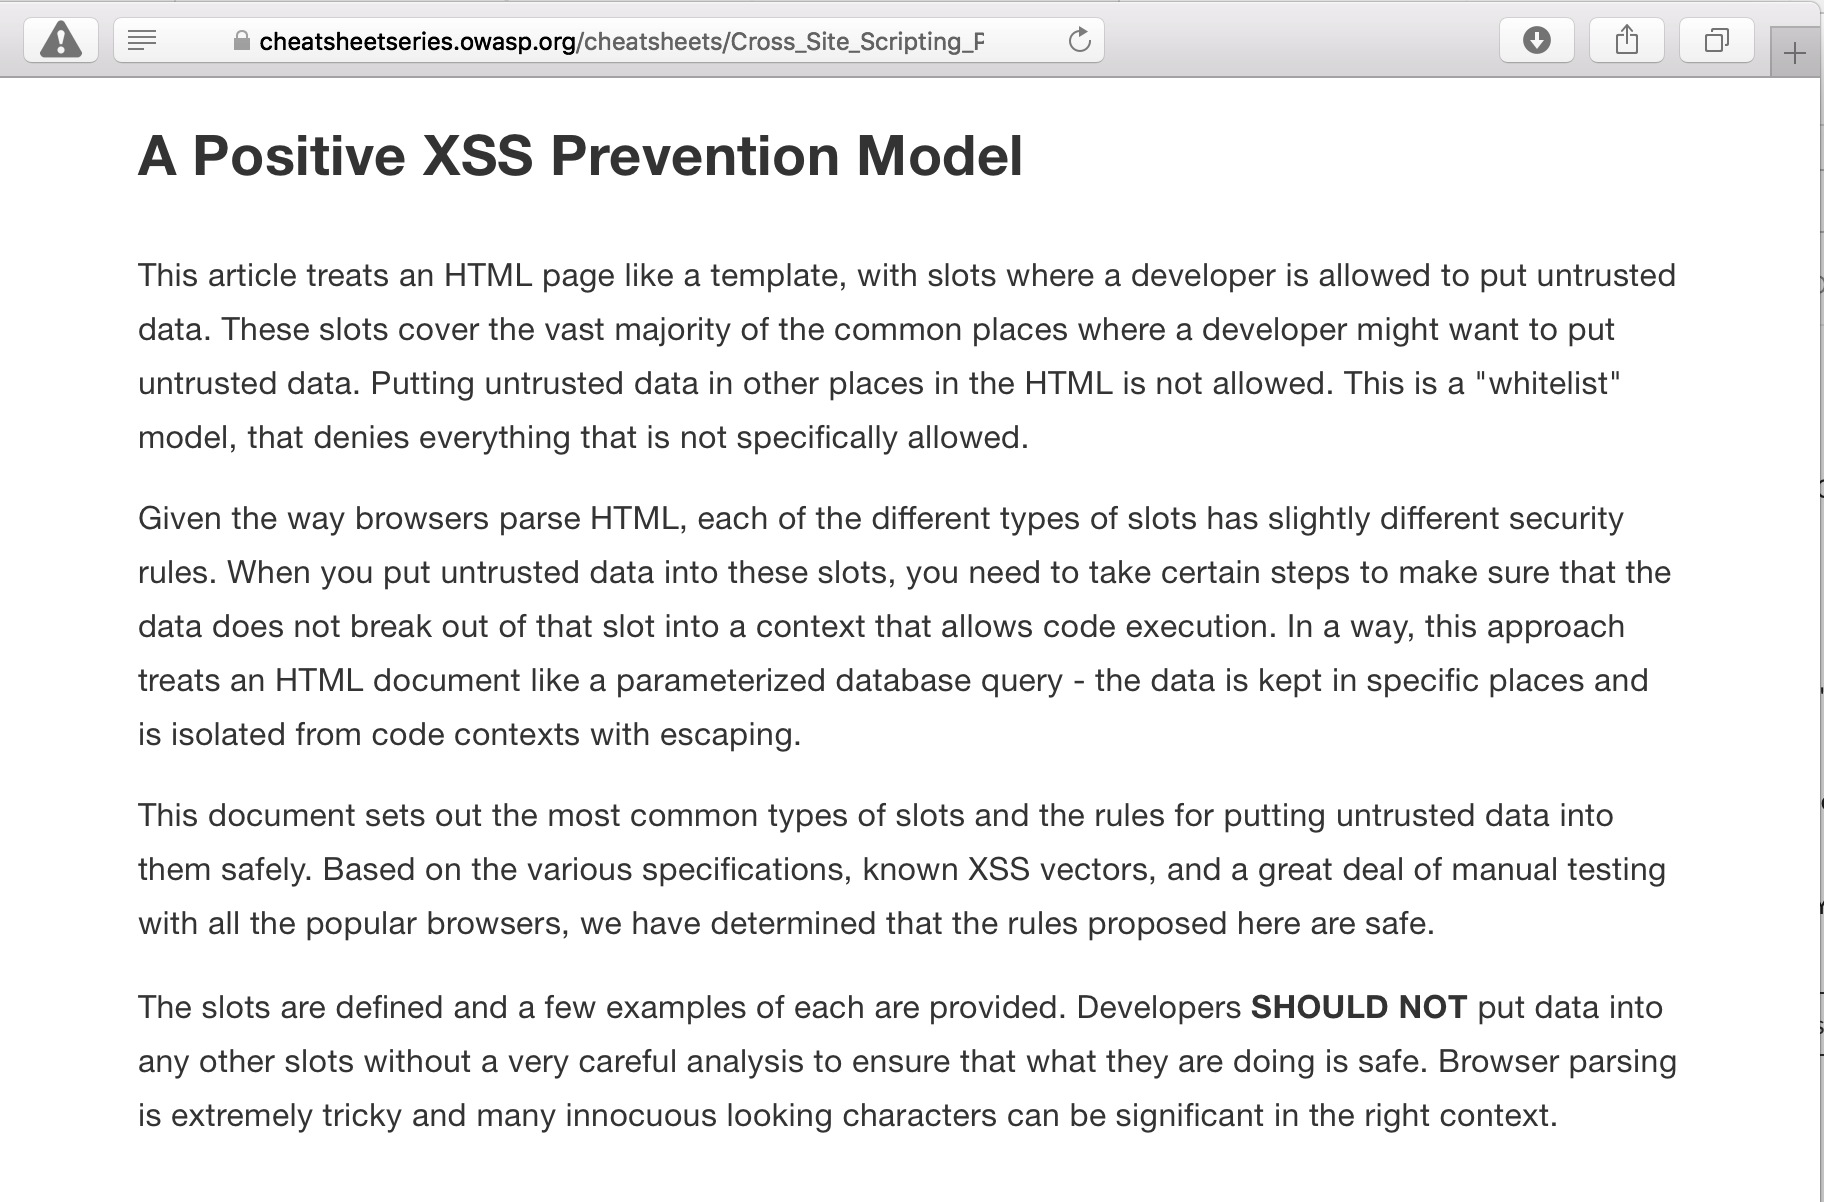 cheatsheetseries.owasp.org/cheatsheets/Cross_Site_Scripting_P
A Positive XSS Prevention Model
This article treats an HTML page like a template, with slots where a developer is allowed to put untrusted
data. These slots cover the vast majority of the common places where a developer might want to put
untrusted data. Putting untrusted data in other places in the HTML is not allowed. This is a "whitelist"
model, that denies everything that is not specifically allowed.
Given the way browsers parse HTML, each of the different types of slots has slightly different security
rules. When you put untrusted data into these slots, you need to take certain steps to make sure that the
data does not break out of that slot into a context that allows code execution. In a way, this approach
treats an HTML document like a parameterized database query - the data is kept in specific places and
is isolated from code contexts with escaping.
This document sets out the most common types of slots and the rules for putting untrusted data into
them safely. Based on the various specifications, known XSS vectors, and a great deal of manual testing
with all the popular browsers, we have determined that the rules proposed here are safe.
The slots are defined and a few examples of each are provided. Developers SHOULD NOT put data into
any other slots without a very careful analysis to ensure that what they are doing is safe. Browser parsing
is extremely tricky and many innocuous looking characters can be significant in the right context.